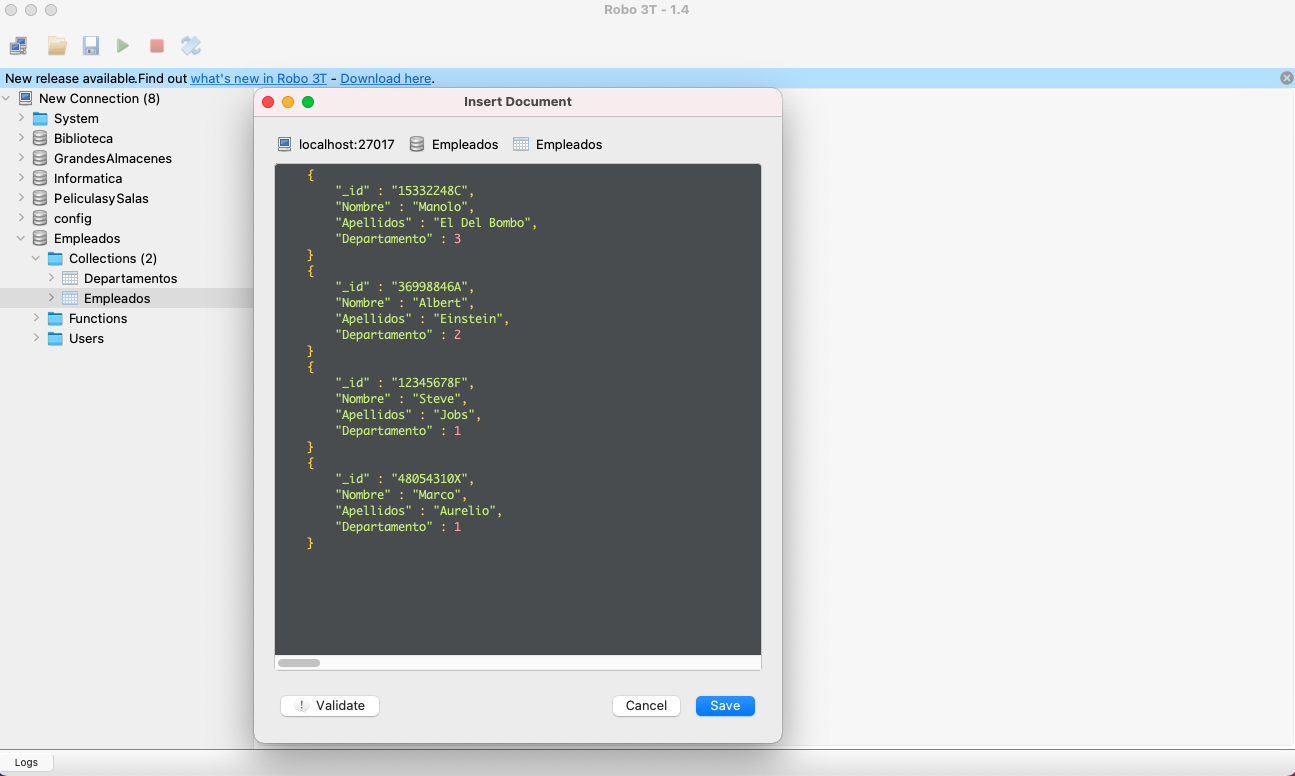 Robo 3T - 1.4
New release available.Find out what's new in Robo 3T - Download here.
New Connection (8)
System
Biblioteca
GrandesAlmacenes
Informatica
PeliculasySalas
config
Empleados
Collections (2)
Departamentos
Empleados
Functions
Users
Insert Document
localhost:27017 Empleados Empleados
{
"_id" : "15332248C",
"Nombre" : "Manolo",
"Apellidos" : "El Del Bombo",
"Departamento" : 3
}
{
"_id" : "36998846A",
"Nombre" : "Albert",
"Apellidos" : "Einstein",
"Departamento" : 2
}
{
"_id" : "12345678F",
"Nombre" : "Steve",
"Apellidos" : "Jobs",
"Departamento" : 1
}
{
"_id" : "48054310X",
"Nombre" : "Marco",
"Apellidos" : "Aurelio",
"Departamento" : 1
}
! Validate Cancel Save
Logs